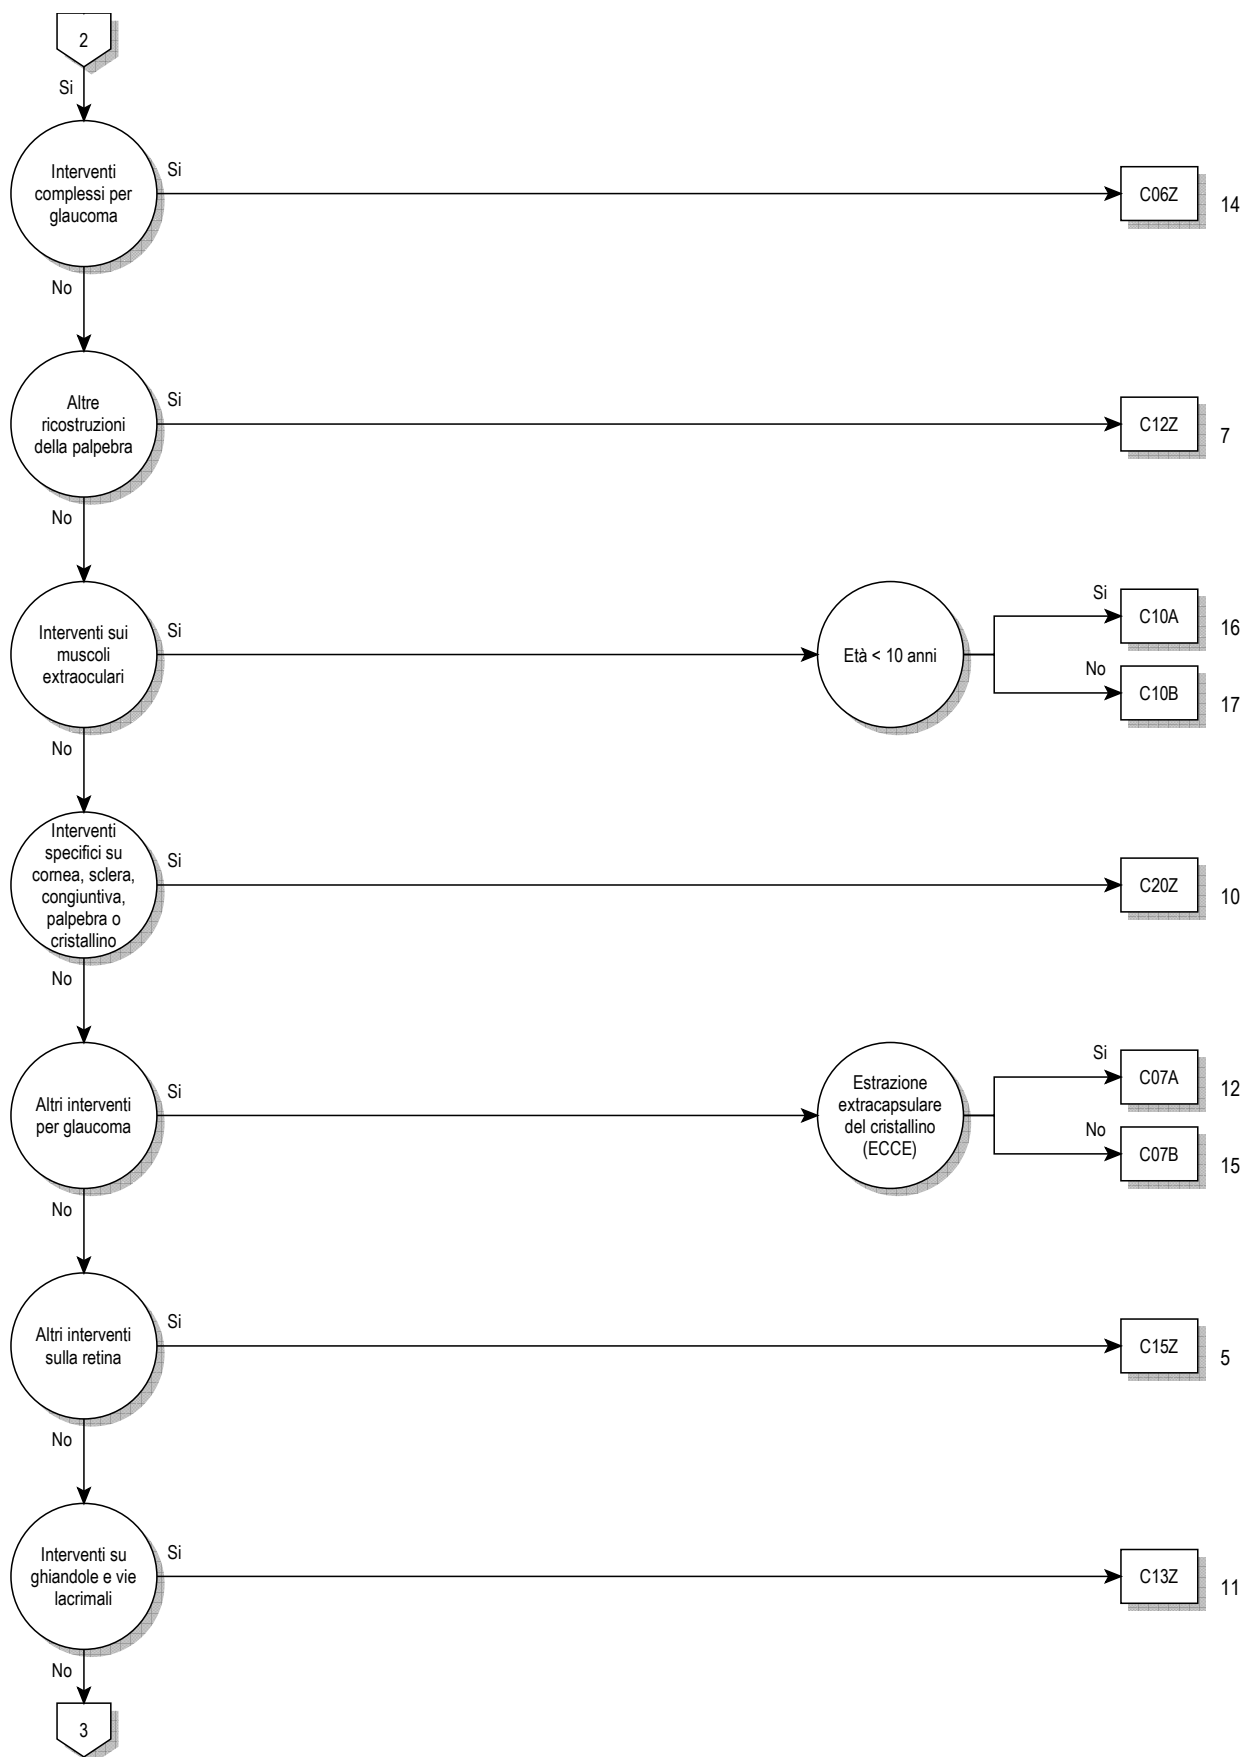 2
Si
Interventi
complessi per
glaucoma
Si
C06Z
14
No
Altre
ricostruzioni
della palpebra
Si
C12Z
7
No
Interventi sui
muscoli
extraoculari
Si
Età < 10 anni
Si
C10A
16
No
C10B
17
No
Interventi
specifici su
cornea, sclera,
congiuntiva,
palpebra o
cristallino
Si
C20Z
10
No
Altri interventi
per glaucoma
Si
Estrazione
extracapsulare
del cristallino
(ECCE)
Si
C07A
12
No
C07B
15
No
Altri interventi
sulla retina
Si
C15Z
5
No
Interventi su
ghiandole e vie
lacrimali
Si
C13Z
11
No
3